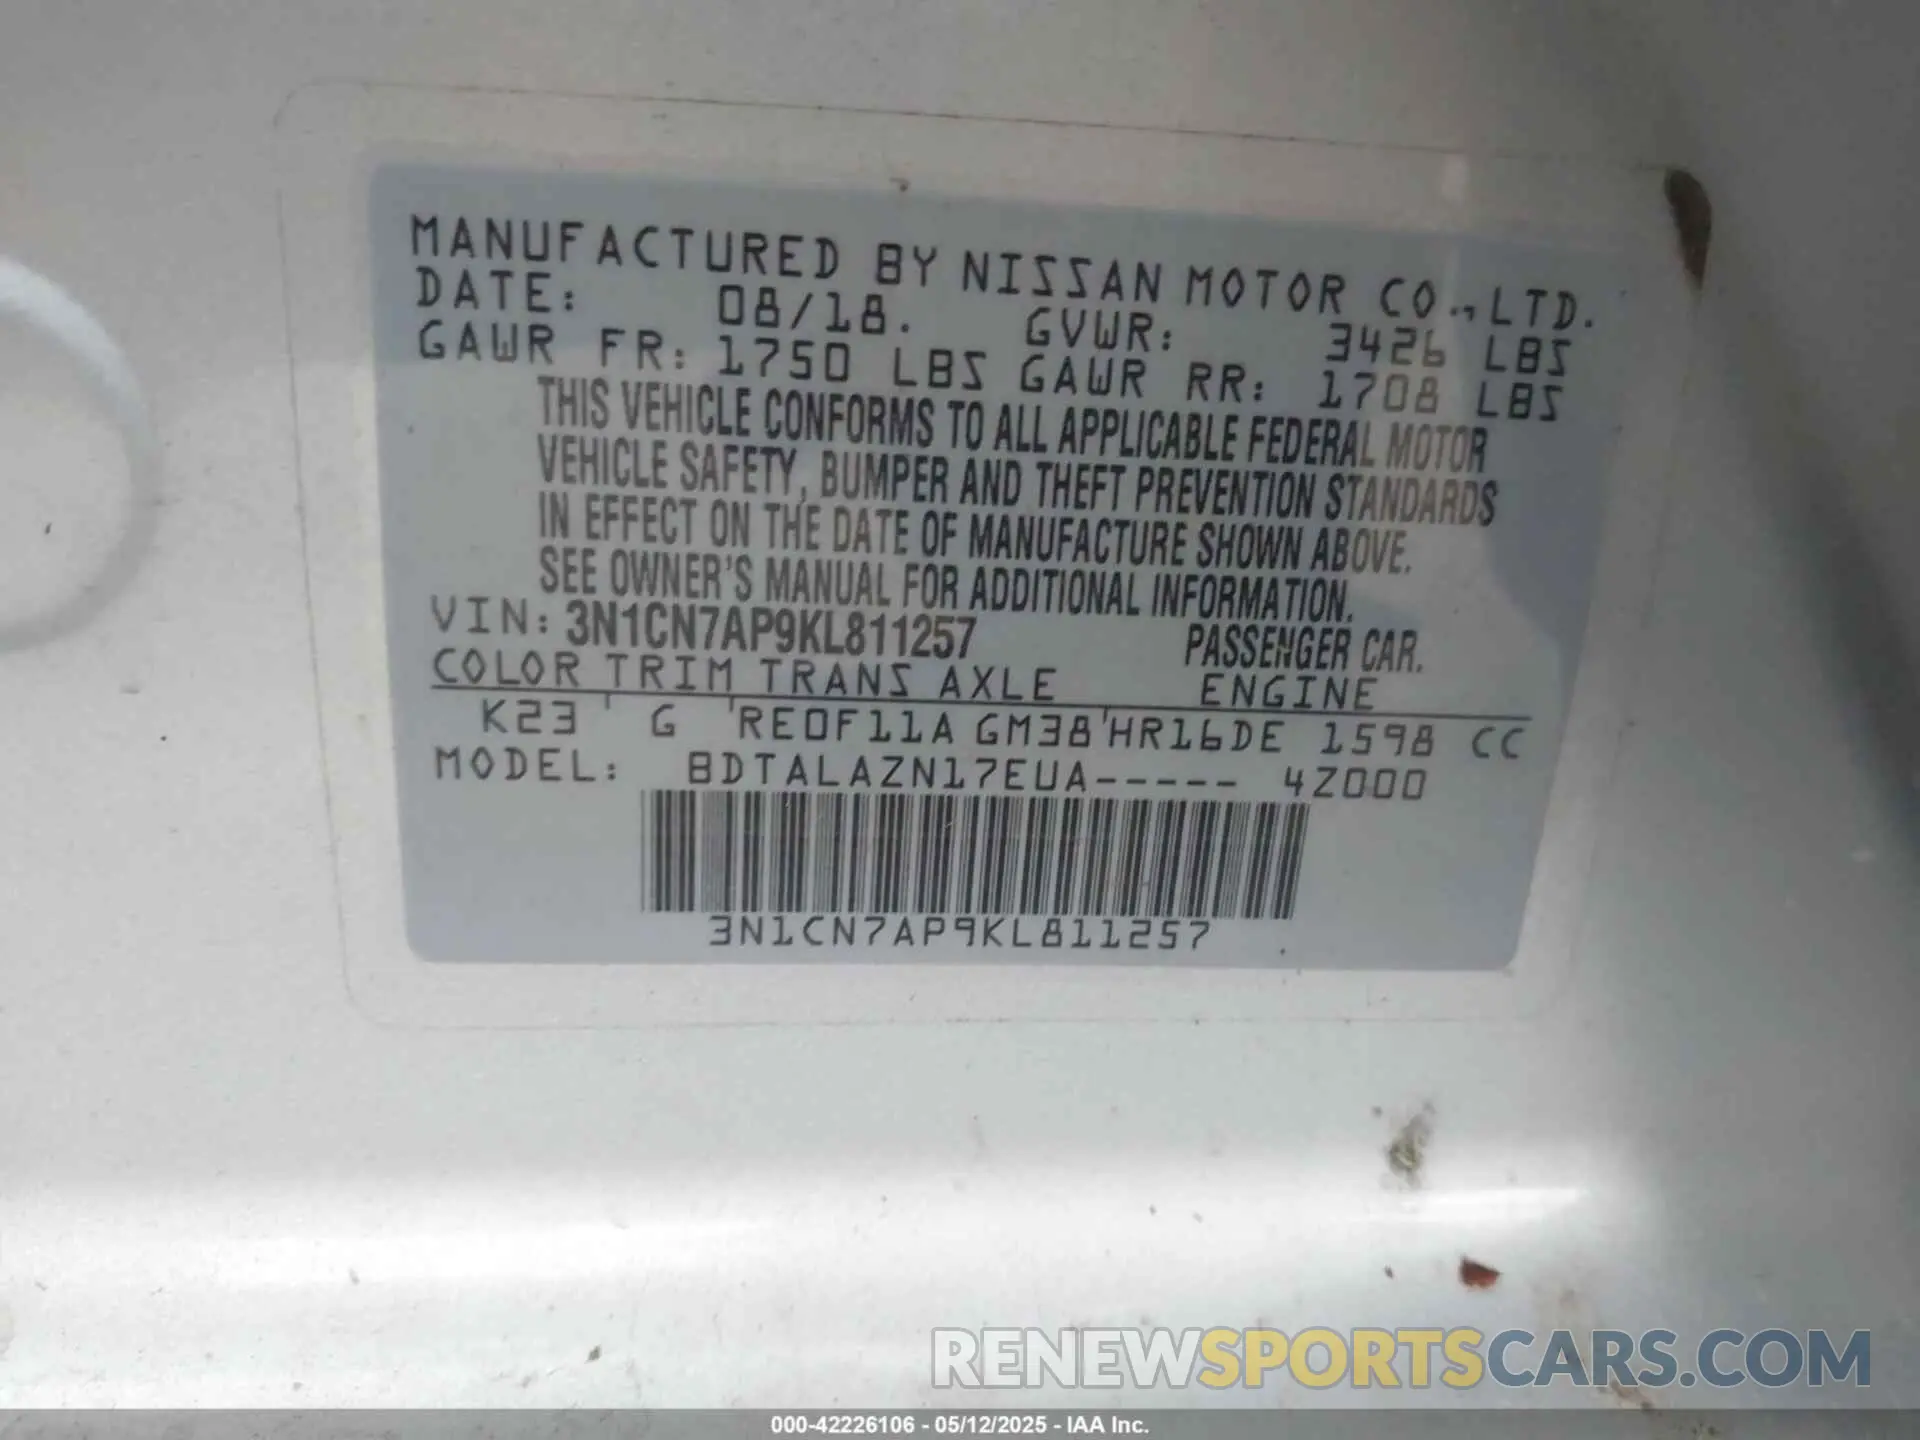 MANUFACTURED BY NISSAN MOTOR CO.,LTD.
DATE: 08/18. GVWR: 3426 LBS
GAWR FR: 1750 LBS GAWR RR: 1708 LBS
THIS VEHICLE CONFORMS TO ALL APPLICABLE FEDERAL MOTOR
VEHICLE SAFETY, BUMPER AND THEFT PREVENTION STANDARDS
IN EFFECT ON THE DATE OF MANUFACTURE SHOWN ABOVE.
SEE OWNER'S MANUAL FOR ADDITIONAL INFORMATION.
VIN: 3N1CN7AP9KL811257 PASSENGER CAR.
COLOR TRIM TRANS AXLE ENGINE
K23 G RE0F11A GM38 HR16DE 1598 CC
MODEL: BDTALAZN17EUA----- 4Z000
3N1CN7AP9KL811257
RENEWSPORTSCARS.COM
000-42226106 - 05/12/2025 - IAA Inc.